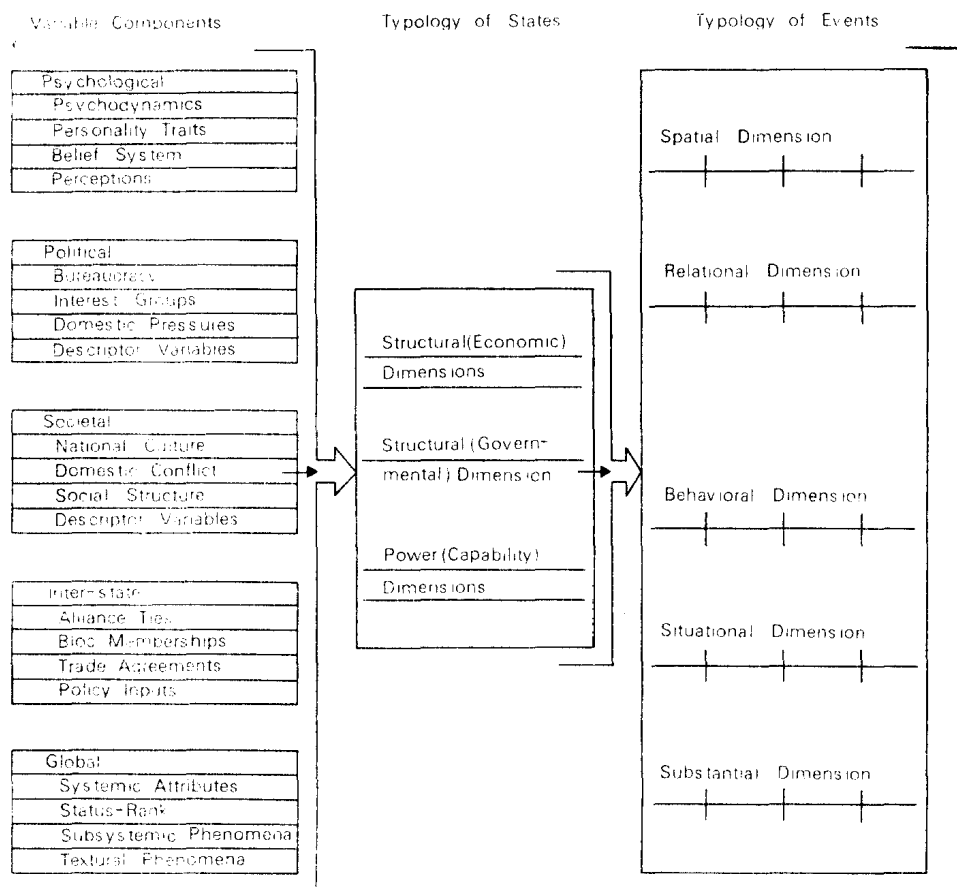 Variable Components
Typology of States
Typology of Events
Psychological
Psychodynamics
Personality Traits
Belief System
Perceptions
Political
Bureaucracy
Interest Groups
Domestic Pressures
Descriptor Variables
Societal
National Culture
Domestic Conflict
Social Structure
Descriptor Variables
Inter-state
Alliance Ties
Bloc Memberships
Trade Agreements
Policy Inputs
Global
Systemic Attributes
Status-Rank
Subsystemic Phenomena
Textural Phenomena
Structural(Economic)
Dimensions
Structural(Govern-
mental) Dimension
Power(Capability)
Dimensions
Spatial Dimension
Relational Dimension
Behavioral Dimension
Situational Dimension
Substantial Dimension